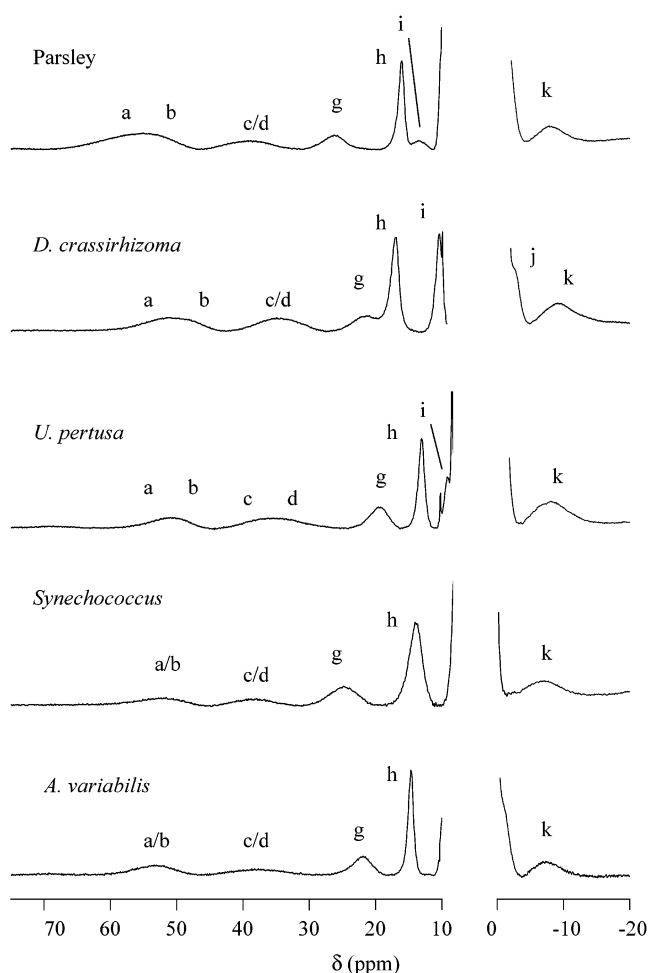 i
Parsley h
g k
a b c/d
i
D. crassirhizoma h
j
g k
a b c/d
i
U. pertusa h
g k
a b c d
Synechococcus
h
a/b g k
c/d
A. variabilis h
a/b c/d g k
70 60 50 40 30 20 10 0 -10 -20
δ (ppm)